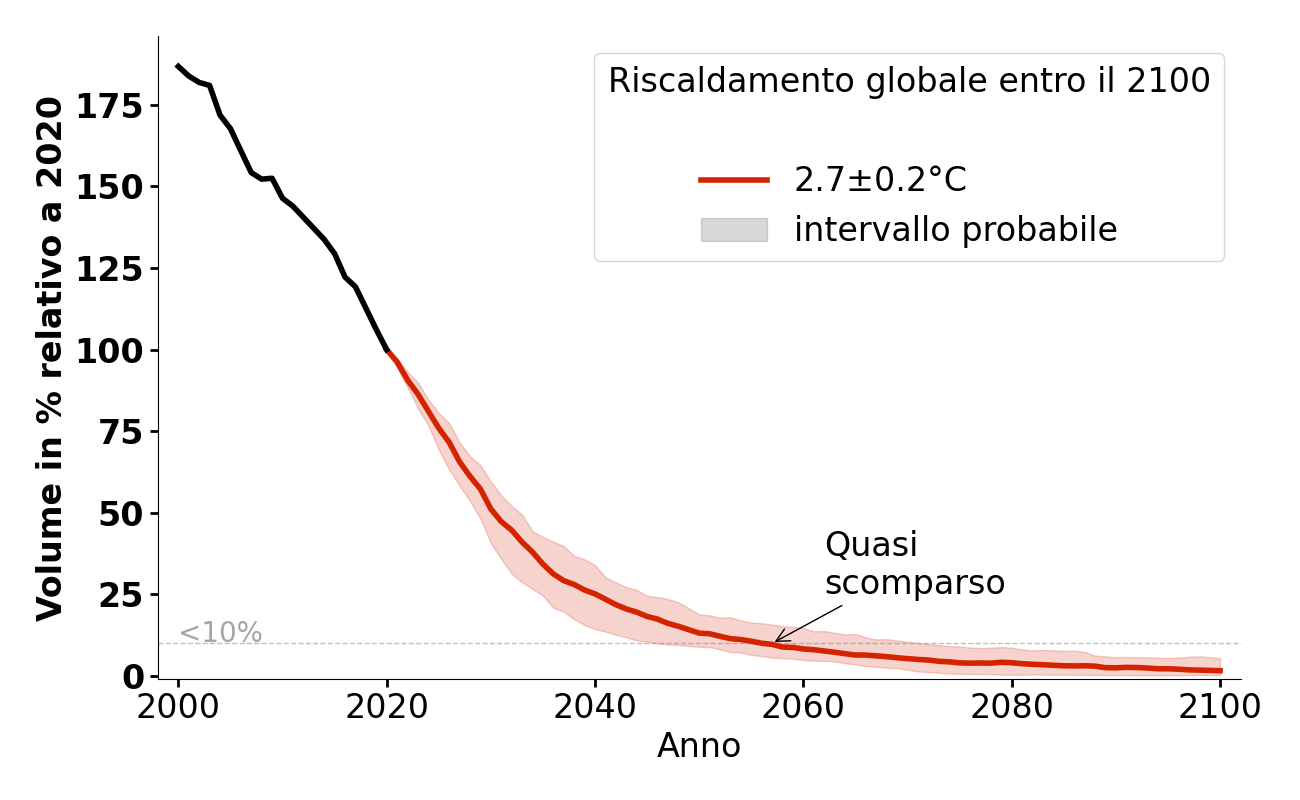 Volume in % relativo a 2020
175
150
125
100
75
50
25
0
Riscaldamento globale entro il 2100
2.7±0.2°C
intervallo probabile
Quasi
scomparso
<10%
2000 2020 2040 2060 2080 2100
Anno